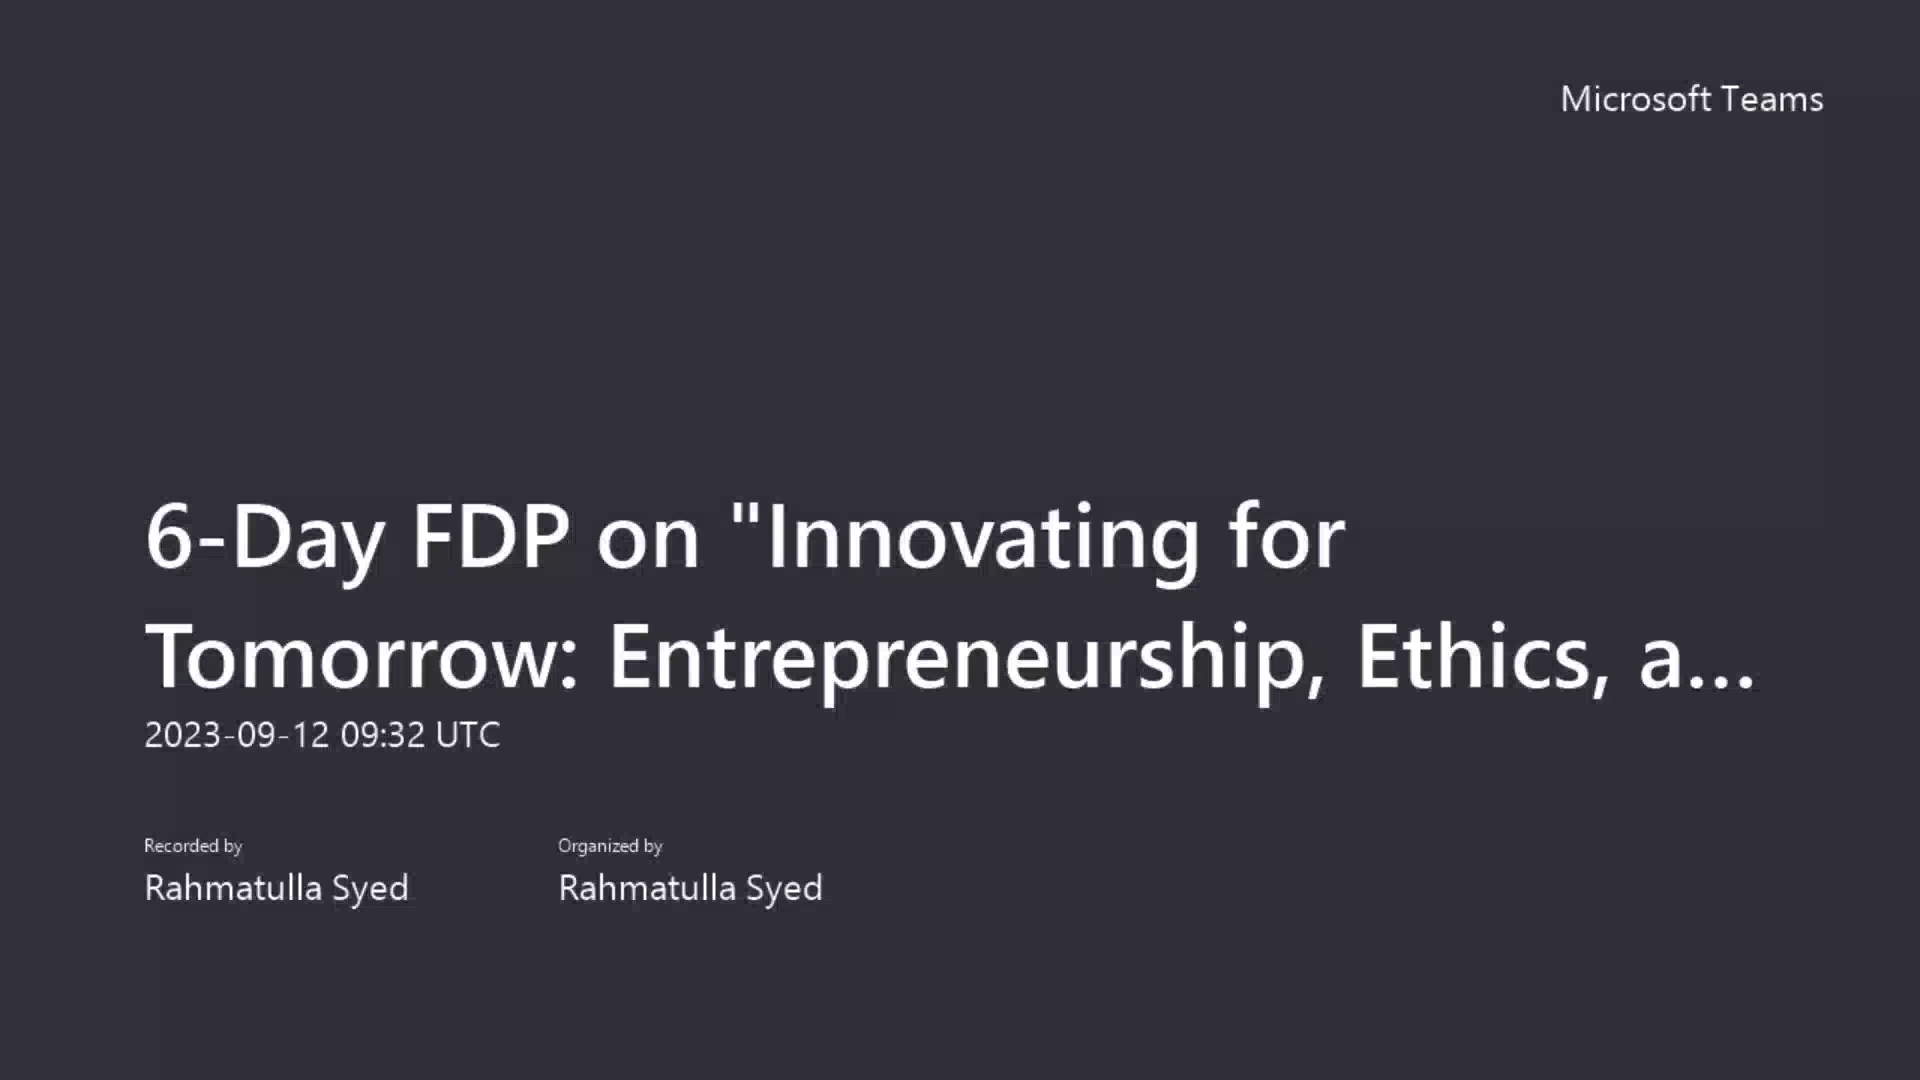 Microsoft Teams
6-Day FDP on "Innovating for
Tomorrow: Entrepreneurship, Ethics, a...
2023-09-12 09:32 UTC
Recorded by
Rahmatulla Syed
Organized by
Rahmatulla Syed